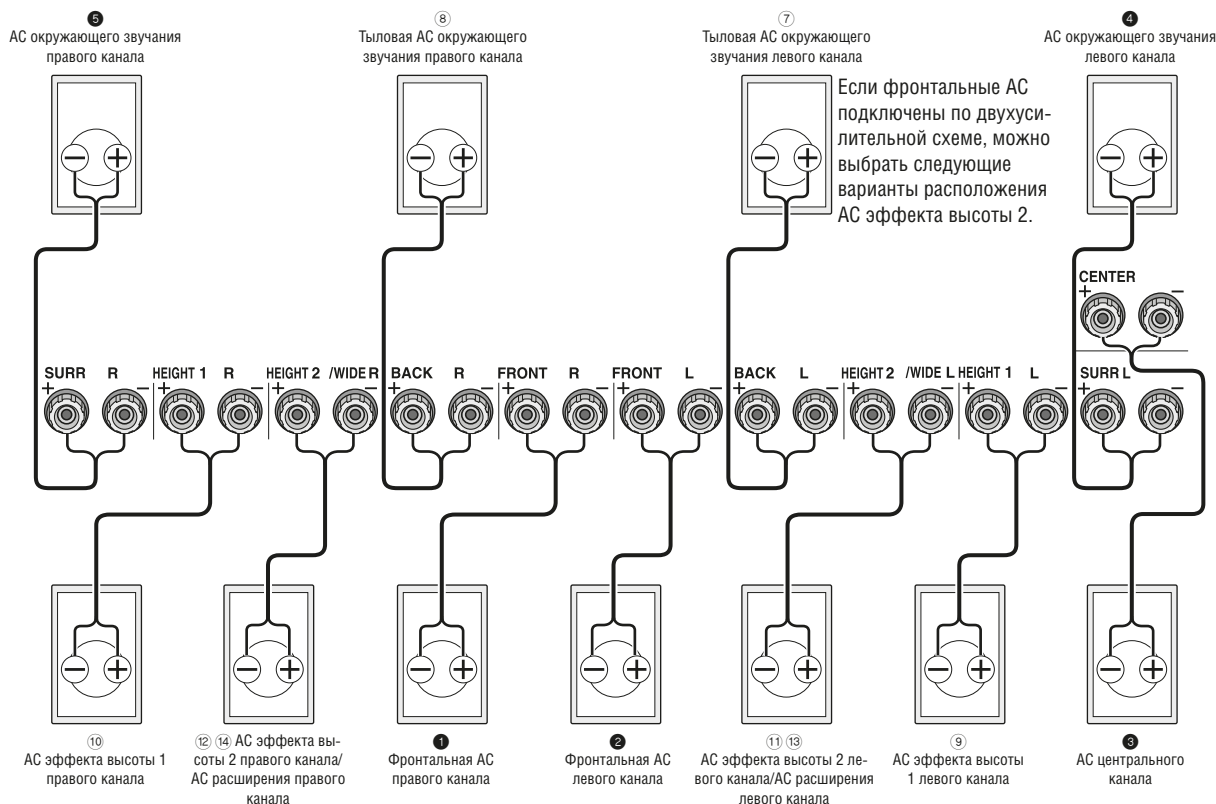 ❺
АС окружающего звучания
правого канала
⑧
Тыловая АС окружающего
звучания правого канала
⑦
Тыловая АС окружающего
звучания левого канала
❹
АС окружающего звучания
левого канала
Если фронтальные АС
подключены по двухуси-
лительной схеме, можно
выбрать следующие
варианты расположения
АС эффекта высоты 2.
− +
− +
− +
− +
CENTER
+ −
SURR R
+ −
HEIGHT 1 R
+ −
HEIGHT 2 /WIDE R
+ −
BACK R
+ −
FRONT R
+ −
FRONT L
+ −
BACK L
+ −
HEIGHT 2 /WIDE L
+ −
HEIGHT 1 L
+ −
SURR L
+ −
− +
− +
− +
− +
− +
− +
− +
⑩
АС эффекта высоты 1
правого канала
⑫ ⑭ АС эффекта вы-
соты 2 правого канала/
АС расширения правого
канала
❶
Фронтальная АС
правого канала
❷
Фронтальная АС
левого канала
⑪ ⑬
АС эффекта высоты 2 ле-
вого канала/АС расширения
левого канала
⑨
АС эффекта высоты
1 левого канала
❸
АС центрального
канала